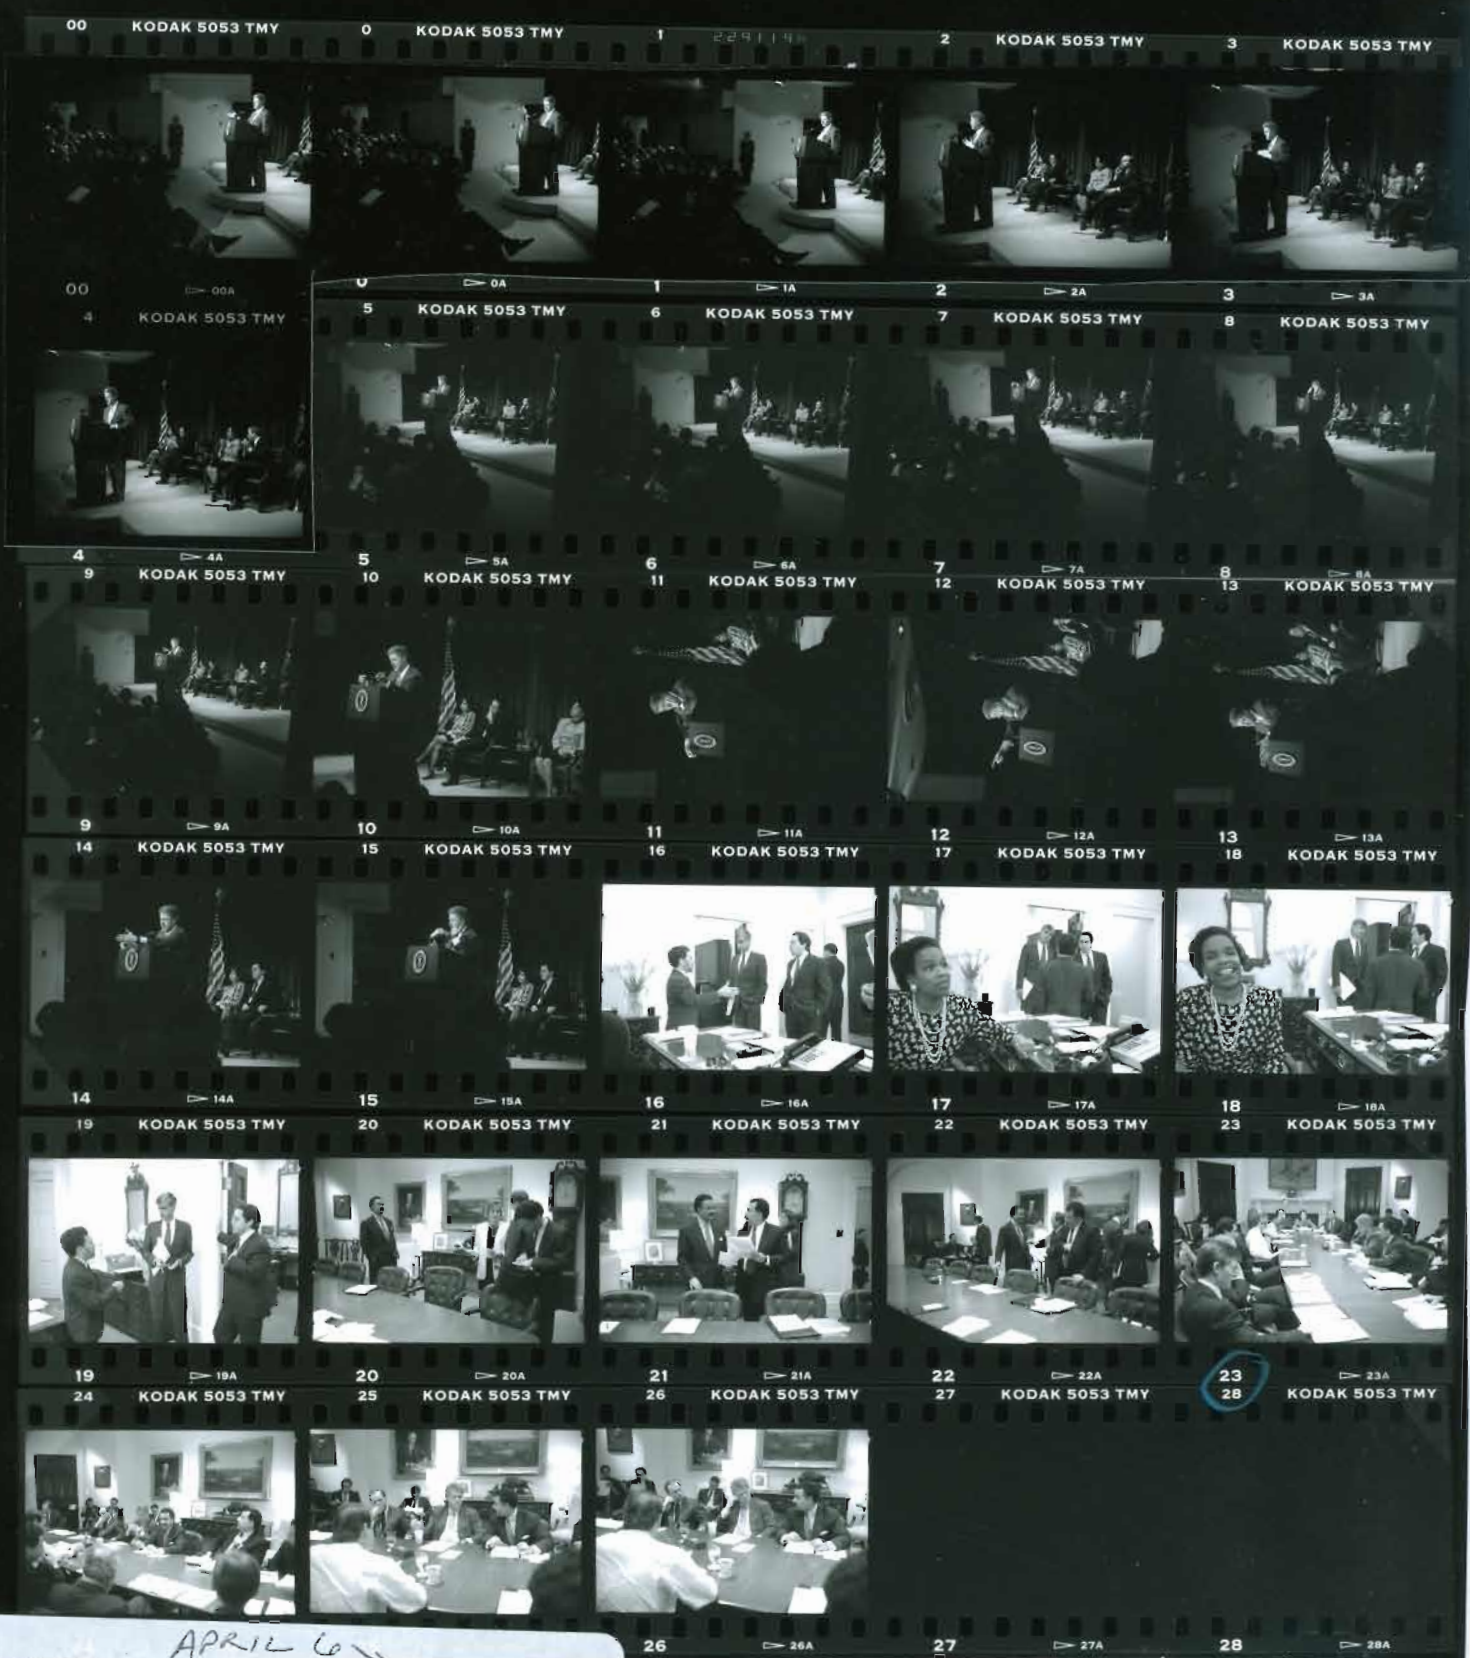 00 KODAK 5053 TMY 0 KODAK 5053 TMY 1 2 KODAK 5053 TMY 3 KODAK 5053 TMY
00 00A 0 0A 1 1A 2 2A 3 3A
4 KODAK 5053 TMY 5 KODAK 5053 TMY 6 KODAK 5053 TMY 7 KODAK 5053 TMY 8 KODAK 5053 TMY
4 4A 5 5A 6 6A 7 7A 8 8A
9 KODAK 5053 TMY 10 KODAK 5053 TMY 11 KODAK 5053 TMY 12 KODAK 5053 TMY 13 KODAK 5053 TMY
9 9A 10 10A 11 11A 12 12A 13 13A
14 KODAK 5053 TMY 15 KODAK 5053 TMY 16 KODAK 5053 TMY 17 KODAK 5053 TMY 18 KODAK 5053 TMY
14 14A 15 15A 16 16A 17 17A 18 18A
19 KODAK 5053 TMY 20 KODAK 5053 TMY 21 KODAK 5053 TMY 22 KODAK 5053 TMY 23 KODAK 5053 TMY
19 19A 20 20A 21 21A 22 22A 23 23A
24 KODAK 5053 TMY 25 KODAK 5053 TMY 26 KODAK 5053 TMY 27 KODAK 5053 TMY 28 KODAK 5053 TMY
APRIL 6 26 26A 27 27A 28 28A